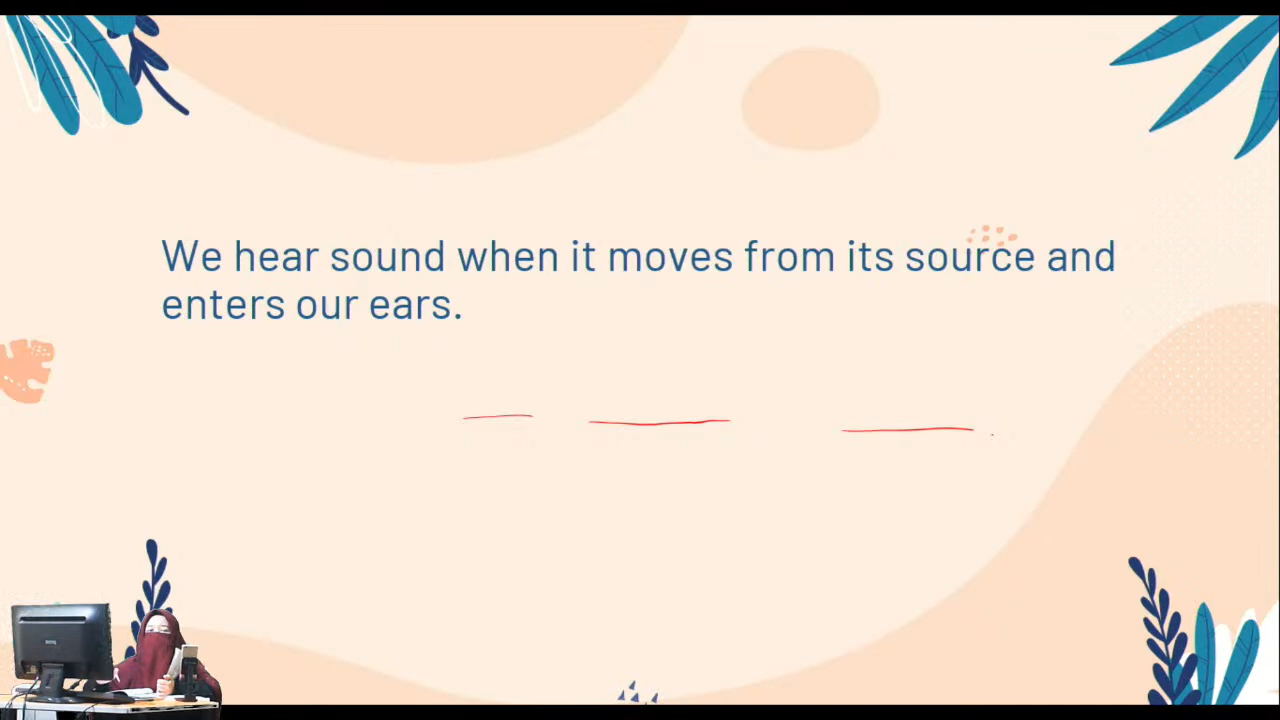 We hear sound when it moves from its source and
enters our ears.